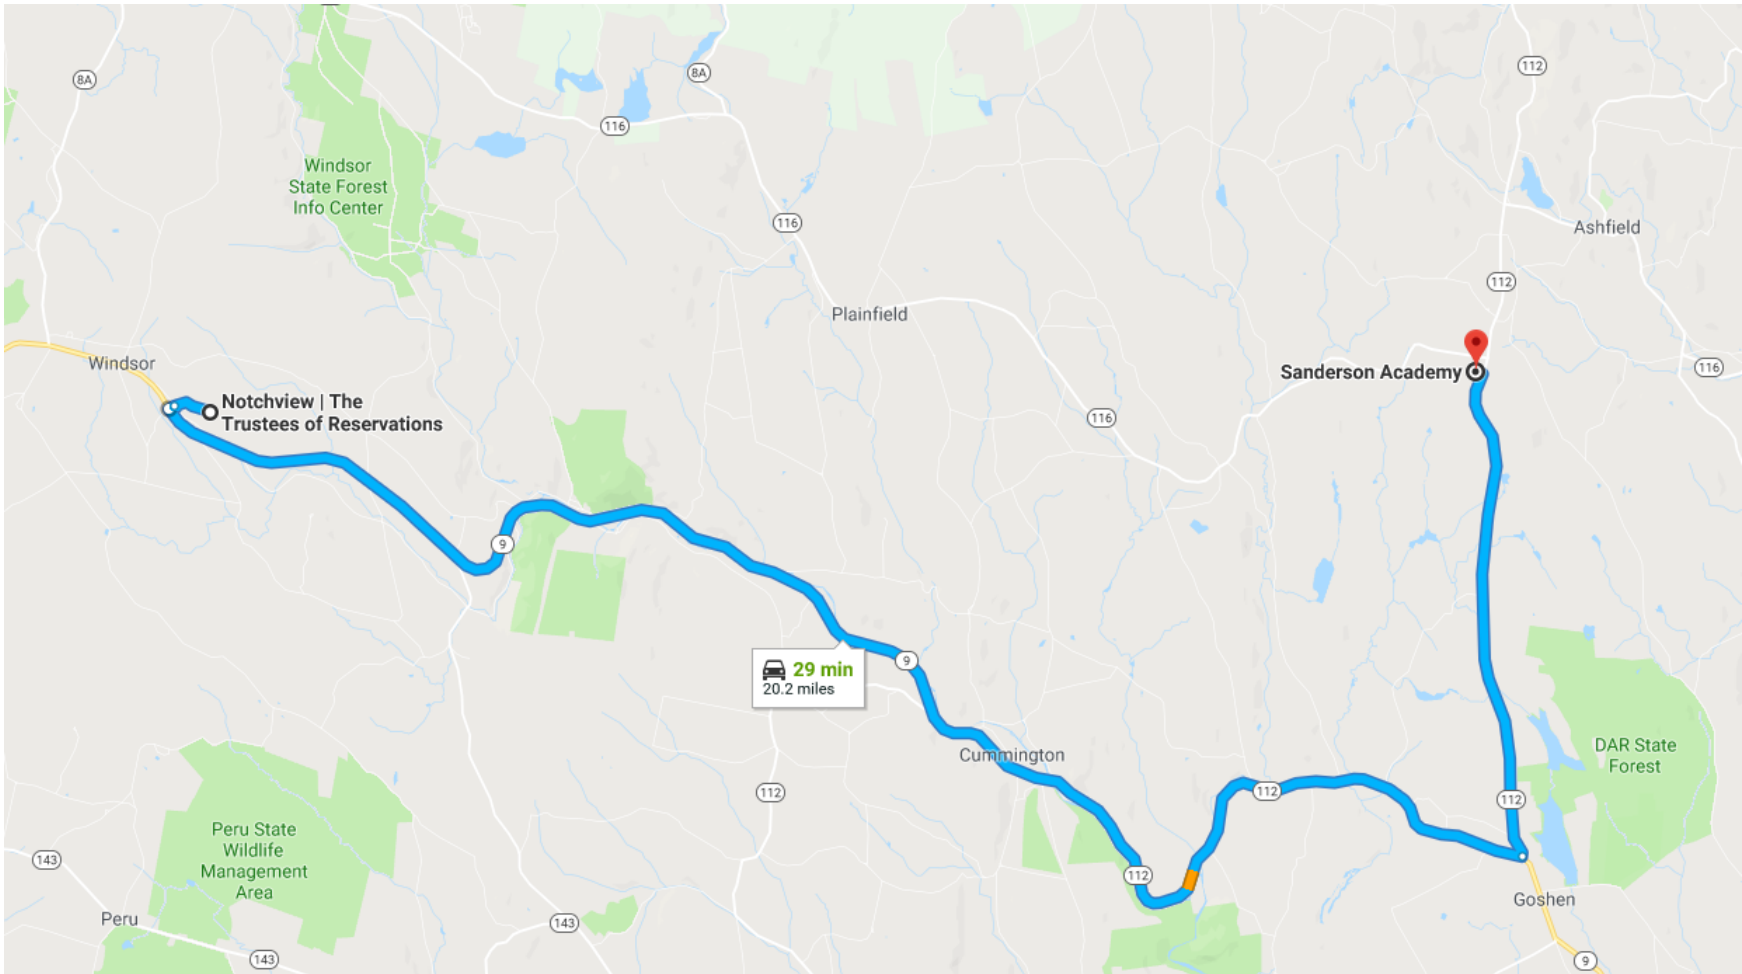 112
8A
8A
116
Windsor
State Forest
Info Center
116
Ashfield
112
Plainfield
Windsor
Sanderson Academy
116
Notchview | The
Trustees of Reservations
116
9
29 min
20.2 miles
9
Cummington
DAR State
Forest
112
112
112
Peru State
Wildlife
Management
Area
143
112
Goshen
Peru
143
143
9